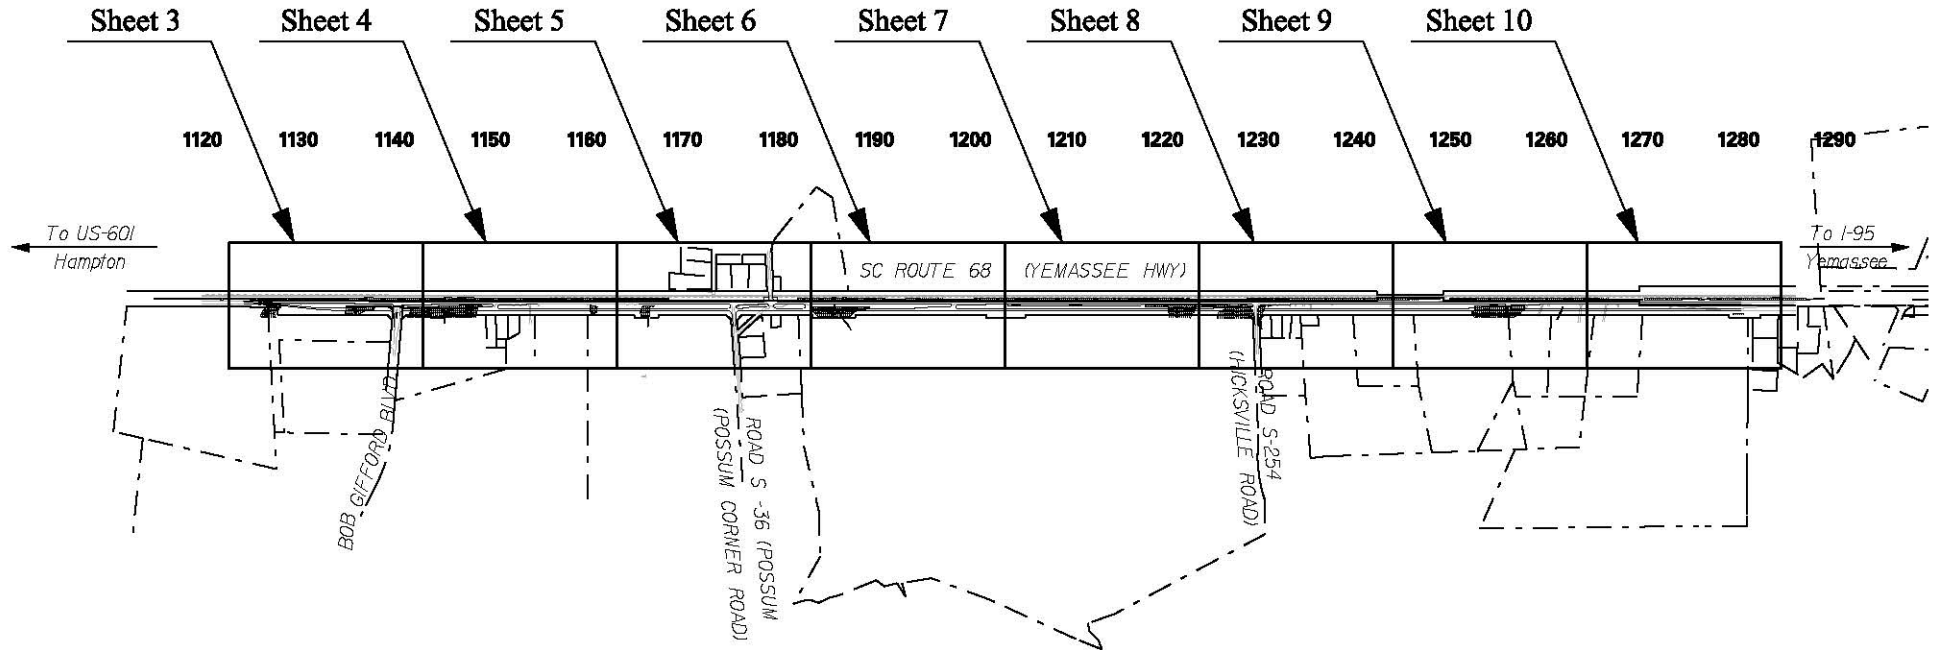 Sheet 3
Sheet 4
Sheet 5
Sheet 6
Sheet 7
Sheet 8
Sheet 9
Sheet 10
1120
1130
1140
1150
1160
1170
1180
1190
1200
1210
1220
1230
1240
1250
1260
1270
1280
1290
To US-601
Hampton
SC ROUTE 68
(YEMASSEE HWY)
To I-95
Yemassee
BOB GIFFORD BLVD
ROAD S -36 (POSSUM
(POSSUM CORNER ROAD)
ROAD S-254
(HICKSVILLE ROAD)